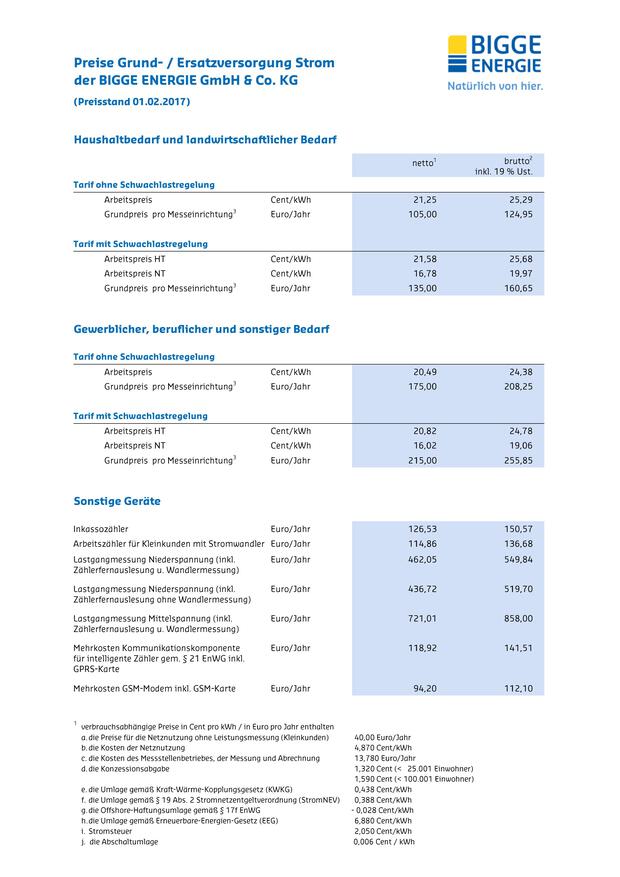 BIGGE
ENERGIE
Natürlich von hier.
Preise Grund- / Ersatzversorgung Strom
der BIGGE ENERGIE GmbH & Co. KG
(Preisstand 01.02.2017)
Haushaltbedarf und landwirtschaftlicher Bedarf
netto¹ brutto²
inkl. 19 % Ust.
Tarif ohne Schwachlastregelung
Arbeitspreis Cent/kWh 21,25 25,29
Grundpreis pro Messeinrichtung³ Euro/Jahr 105,00 124,95
Tarif mit Schwachlastregelung
Arbeitspreis HT Cent/kWh 21,58 25,68
Arbeitspreis NT Cent/kWh 16,78 19,97
Grundpreis pro Messeinrichtung³ Euro/Jahr 135,00 160,65
Gewerblicher, beruflicher und sonstiger Bedarf
Tarif ohne Schwachlastregelung
Arbeitspreis Cent/kWh 20,49 24,38
Grundpreis pro Messeinrichtung³ Euro/Jahr 175,00 208,25
Tarif mit Schwachlastregelung
Arbeitspreis HT Cent/kWh 20,82 24,78
Arbeitspreis NT Cent/kWh 16,02 19,06
Grundpreis pro Messeinrichtung³ Euro/Jahr 215,00 255,85
Sonstige Geräte
Inkassozähler Euro/Jahr 126,53 150,57
Arbeitszähler für Kleinkunden mit Stromwandler Euro/Jahr 114,86 136,68
Lastgangmessung Niederspannung (inkl. Euro/Jahr 462,05 549,84
Zählerfernauslesung u. Wandlermessung)
Lastgangmessung Niederspannung (inkl. Euro/Jahr 436,72 519,70
Zählerfernauslesung ohne Wandlermessung)
Lastgangmessung Mittelspannung (inkl. Euro/Jahr 721,01 858,00
Zählerfernauslesung u. Wandlermessung)
Mehrkosten Kommunikationskomponente Euro/Jahr 118,92 141,51
für intelligente Zähler gem. § 21 EnWG inkl.
GPRS-Karte
Mehrkosten GSM-Modem inkl. GSM-Karte Euro/Jahr 94,20 112,10
¹ verbrauchsabhängige Preise in Cent pro kWh / in Euro pro Jahr enthalten
a. die Preise für die Netznutzung ohne Leistungsmessung (Kleinkunden) 40,00 Euro/Jahr
b. die Kosten der Netznutzung 4,870 Cent/kWh
c. die Kosten des Messstellenbetriebes, der Messung und Abrechnung 13,780 Euro/Jahr
d. die Konzessionsabgabe 1,320 Cent (< 25.001 Einwohner)
1,590 Cent (< 100.001 Einwohner)
e. die Umlage gemäß Kraft-Wärme-Kopplungsgesetz (KWKG) 0,438 Cent/kWh
f. die Umlage gemäß § 19 Abs. 2 Stromnetzentgeltverordnung (StromNEV) 0,388 Cent/kWh
g. die Offshore-Haftungsumlage gemäß § 17f EnWG - 0,028 Cent/kWh
h. die Umlage gemäß Erneuerbare-Energien-Gesetz (EEG) 6,880 Cent/kWh
i. Stromsteuer 2,050 Cent/kWh
j. die Abschaltumlage 0,006 Cent / kWh